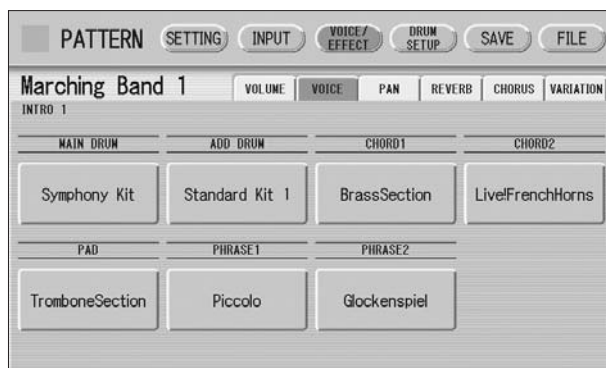 PATTERN SETTING INPUT VOICE/ EFFECT DRUM SETUP SAVE FILE
Marching Band 1 VOLUME VOICE PAN REVERB CHORUS VARIATION
INTRO 1
MAIN DRUM ADD DRUM CHORD1 CHORD2
Symphony Kit Standard Kit 1 BrassSection Live!FrenchHorns
PAD PHRASE1 PHRASE2
TromboneSection Piccolo Glockenspiel